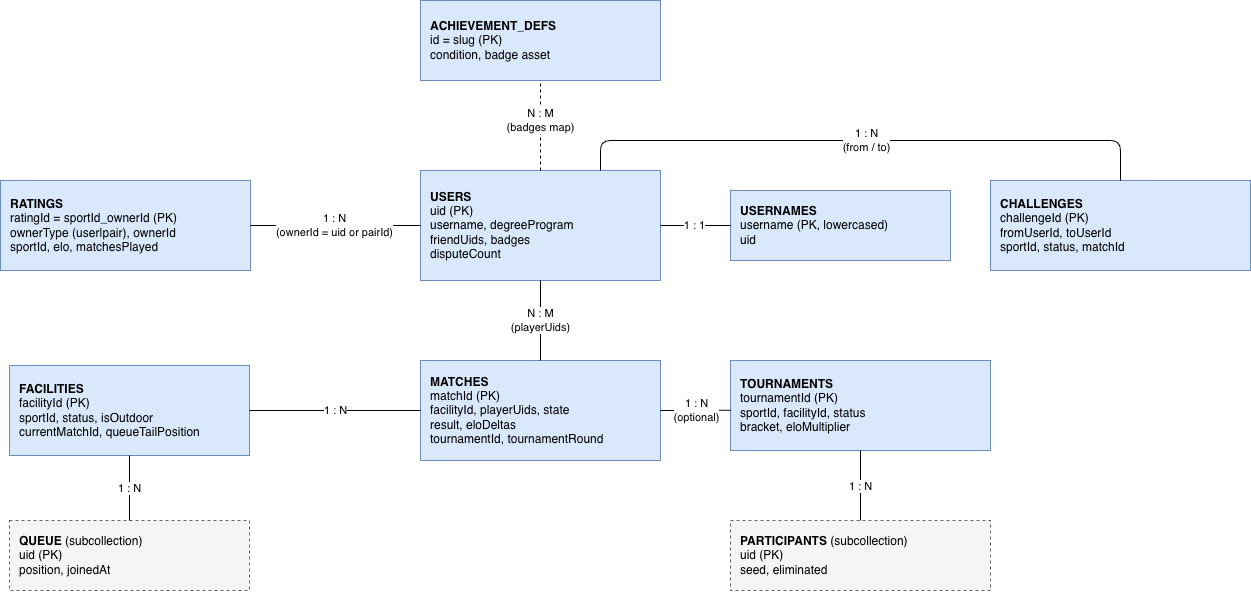 ACHIEVEMENT_DEFS
id = slug (PK)
condition, badge asset
N : M
(badges map)
1 : N
(from / to)
RATINGS
ratingId = sportId_ownerId (PK)
ownerType (user|pair), ownerId
sportId, elo, matchesPlayed
1 : N
(ownerId = uid or pairId)
USERS
uid (PK)
username, degreeProgram
friendUids, badges
disputeCount
1 : 1
USERNAMES
username (PK, lowercased)
uid
CHALLENGES
challengeId (PK)
fromUserId, toUserId
sportId, status, matchId
N : M
(playerUids)
FACILITIES
facilityId (PK)
sportId, status, isOutdoor
currentMatchId, queueTailPosition
1 : N
MATCHES
matchId (PK)
facilityId, playerUids, state
result, eloDeltas
tournamentId, tournamentRound
1 : N
(optional)
TOURNAMENTS
tournamentId (PK)
sportId, facilityId, status
bracket, eloMultiplier
1 : N
1 : N
QUEUE (subcollection)
uid (PK)
position, joinedAt
PARTICIPANTS (subcollection)
uid (PK)
seed, eliminated